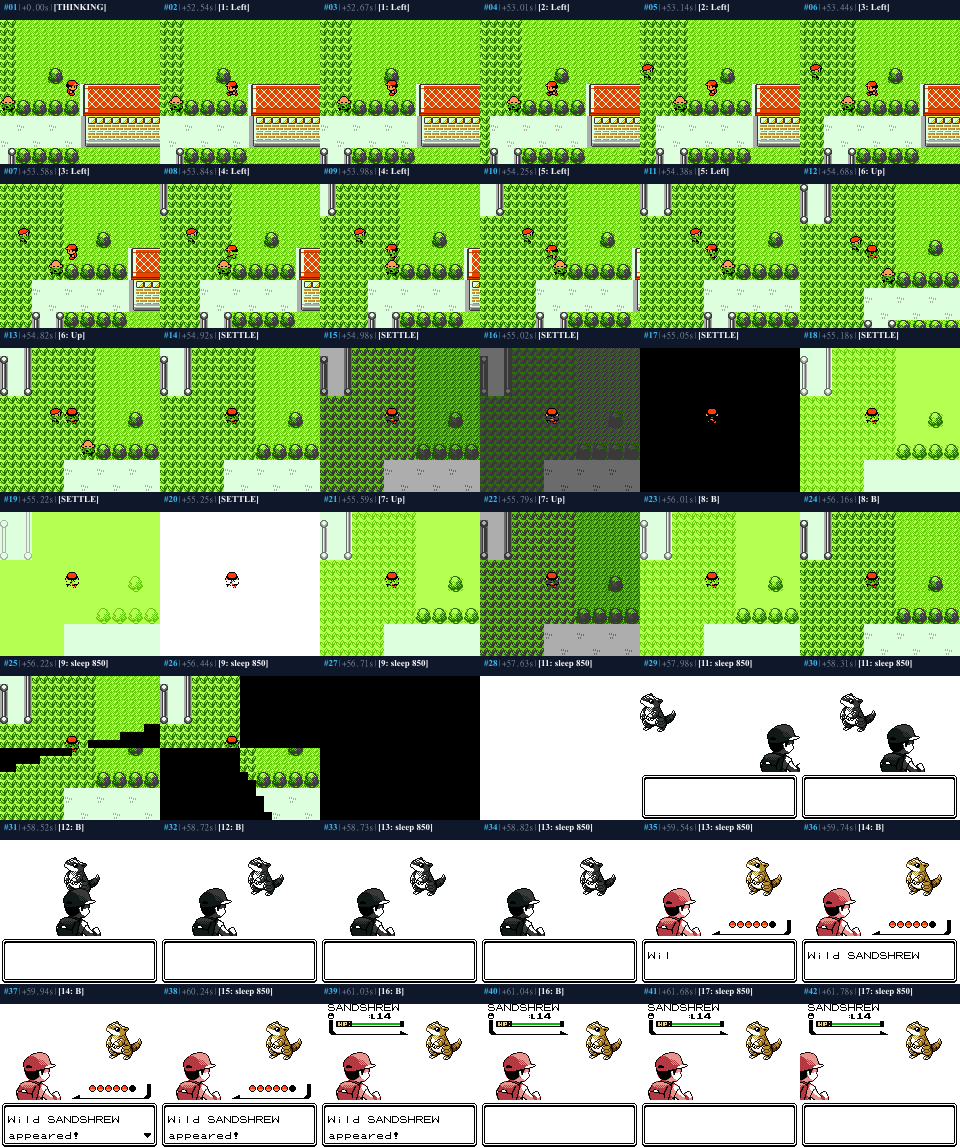 #01|+0.00s|[THINKING] #02|+52.54s|[1: Left] #03|+52.67s|[1: Left] #04|+53.01s|[2: Left] #05|+53.14s|[2: Left] #06|+53.44s|[3: Left]
#07|+53.58s|[3: Left] #08|+53.84s|[4: Left] #09|+53.98s|[4: Left] #10|+54.25s|[5: Left] #11|+54.38s|[5: Left] #12|+54.68s|[6: Up]
#13|+54.82s|[6: Up] #14|+54.92s|[SETTLE] #15|+54.98s|[SETTLE] #16|+55.02s|[SETTLE] #17|+55.05s|[SETTLE] #18|+55.18s|[SETTLE]
#19|+55.22s|[SETTLE] #20|+55.25s|[SETTLE] #21|+55.59s|[7: Up] #22|+55.79s|[7: Up] #23|+56.01s|[8: B] #24|+56.16s|[8: B]
#25|+56.22s|[9: sleep 850] #26|+56.44s|[9: sleep 850] #27|+56.71s|[9: sleep 850] #28|+57.63s|[11: sleep 850] #29|+57.98s|[11: sleep 850] #30|+58.31s|[11: sleep 850]
#31|+58.52s|[12: B] #32|+58.72s|[12: B] #33|+58.73s|[13: sleep 850] #34|+58.82s|[13: sleep 850] #35|+59.54s|[13: sleep 850] #36|+59.74s|[14: B]
Wil Wild SANDSHREW
#37|+59.94s|[14: B] #38|+60.24s|[15: sleep 850] #39|+61.03s|[16: B] #40|+61.04s|[16: B] #41|+61.68s|[17: sleep 850] #42|+61.78s|[17: sleep 850]
SANDSHREW SANDSHREW SANDSHREW SANDSHREW
:L14 :L14 :L14 :L14
HP: HP: HP: HP:
Wild SANDSHREW Wild SANDSHREW Wild SANDSHREW
appeared! appeared! appeared!